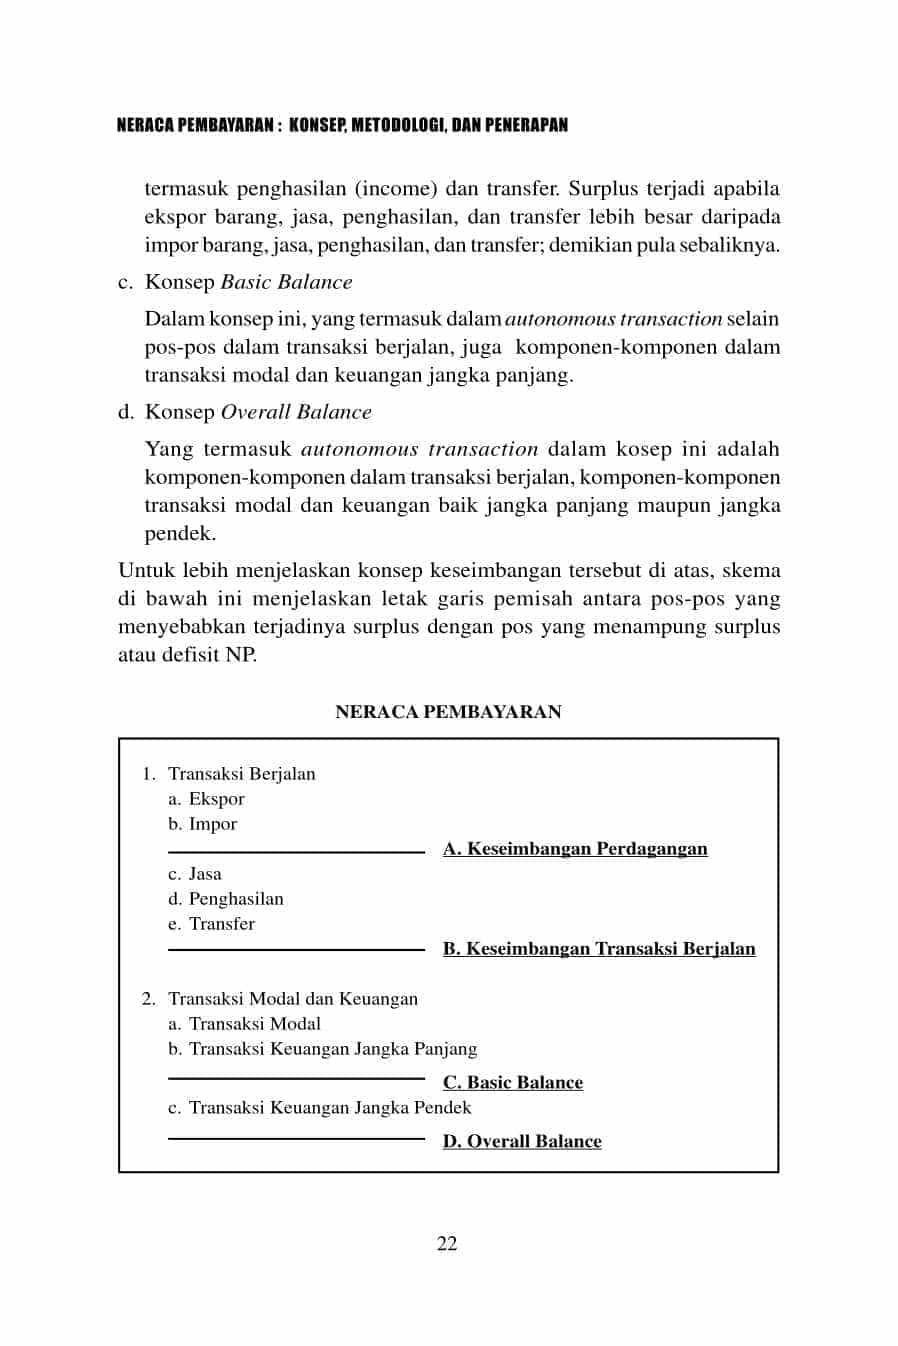 NERACA PEMBAYARAN : KONSEP, METODOLOGI, DAN PENERAPAN
termasuk penghasilan (income) dan transfer. Surplus terjadi apabila
ekspor barang, jasa, penghasilan, dan transfer lebih besar daripada
impor barang, jasa, penghasilan, dan transfer; demikian pula sebaliknya.
c. Konsep Basic Balance
Dalam konsep ini, yang termasuk dalam autonomous transaction selain
pos-pos dalam transaksi berjalan, juga komponen-komponen dalam
transaksi modal dan keuangan jangka panjang.
d. Konsep Overall Balance
Yang termasuk autonomous transaction dalam kosep ini adalah
komponen-komponen dalam transaksi berjalan, komponen-komponen
transaksi modal dan keuangan baik jangka panjang maupun jangka
pendek.
Untuk lebih menjelaskan konsep keseimbangan tersebut di atas, skema
di bawah ini menjelaskan letak garis pemisah antara pos-pos yang
menyebabkan terjadinya surplus dengan pos yang menampung surplus
atau defisit NP.
NERACA PEMBAYARAN
1. Transaksi Berjalan
a. Ekspor
b. Impor
A. Keseimbangan Perdagangan
c. Jasa
d. Penghasilan
e. Transfer
B. Keseimbangan Transaksi Berjalan
2. Transaksi Modal dan Keuangan
a. Transaksi Modal
b. Transaksi Keuangan Jangka Panjang
C. Basic Balance
c. Transaksi Keuangan Jangka Pendek
D. Overall Balance
22